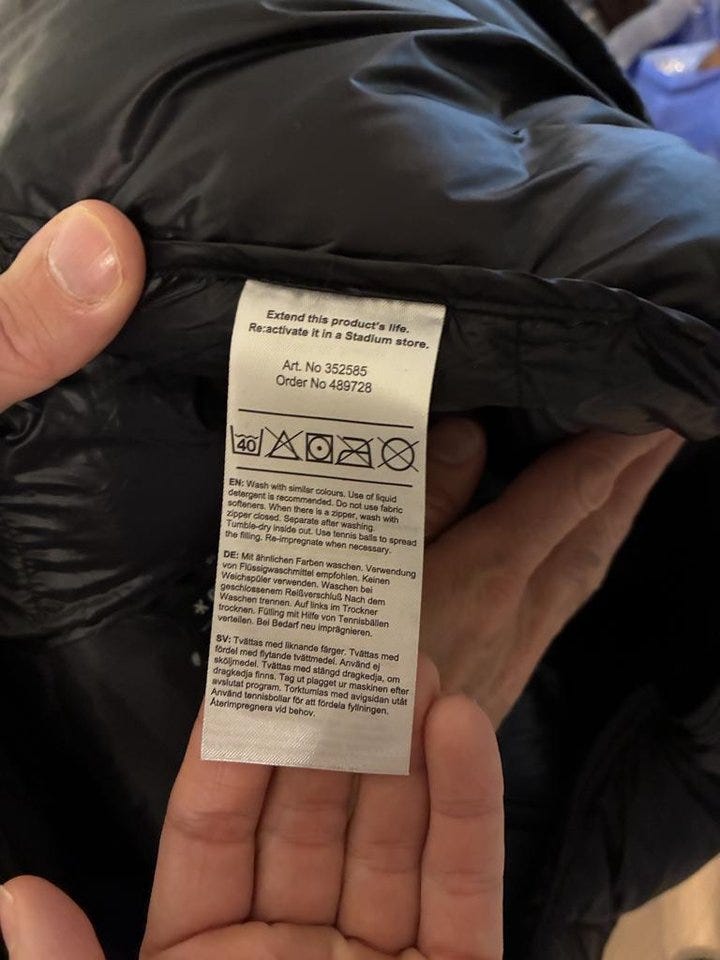 Extend this product's life.
Re:activate it in a Stadium store.
Art. No 352585
Order No 489728
40
EN: Wash with similar colours. Use of liquid
detergent is recommended. Do not use fabric
softeners. When there is a zipper, wash with
zipper closed. Separate after washing.
Tumble-dry inside out. Use tennis balls to spread
the filling. Re-impregnate when necessary.
DE: Mit ähnlichen Farben waschen. Verwendung
von Flüssigwaschmittel empfohlen. Keinen
Weichspüler verwenden. Waschen bei
geschlossenem Reißverschluß Nach dem
Waschen trennen. Auf links im Trockner
trocknen. Fülling mit Hilfe von Tennisbällen
verteilen. Bei Bedarf neu imprägnieren.
SV: Tvättas med liknande färger. Tvättas med
fördel med flytande tvättmedel. Använd ej
sköljmedel. Tvättas med stängd dragkedja, om
dragkedja finns. Tag ut plagget ur maskinen efter
avslutat program. Torktumlas med avigsidan utåt
Använd tennisbollar för att fördela fyllningen.
Återimpregnera vid behov.